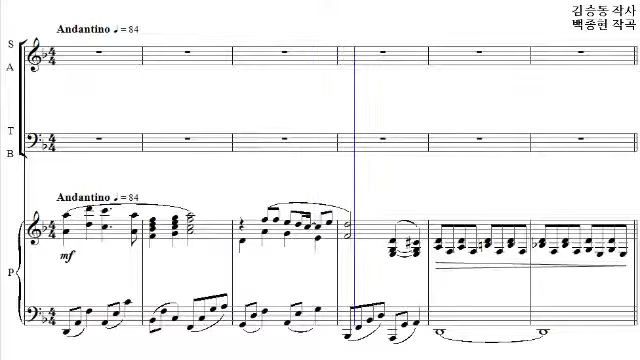 김승동 작사
백종현 작곡
Andantino ♩ = 84
S
A
T
B
Andantino ♩ = 84
mf
P